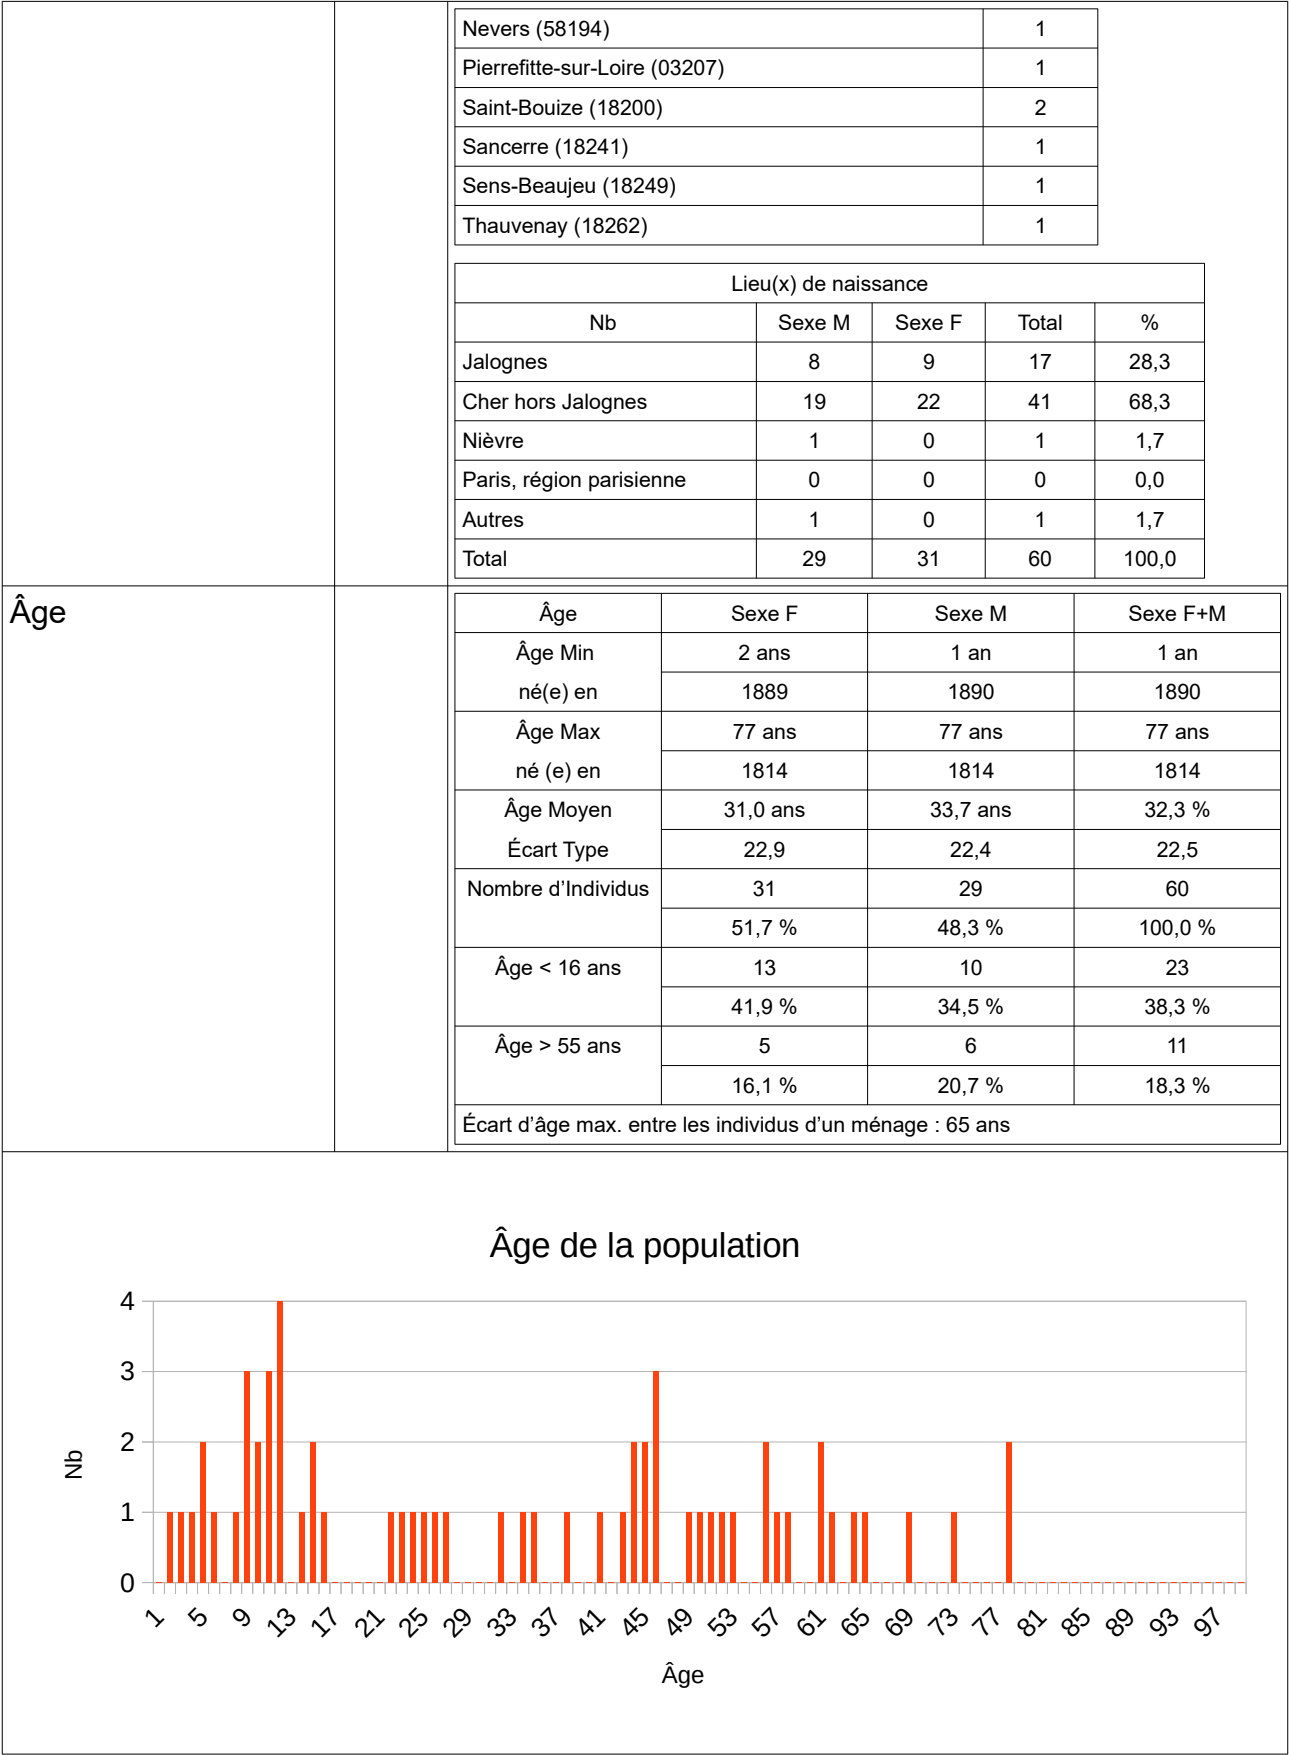 Nevers (58194) 1
Pierrefitte-sur-Loire (03207) 1
Saint-Bouize (18200) 2
Sancerre (18241) 1
Sens-Beaujeu (18249) 1
Thauvenay (18262) 1
Lieu(x) de naissance
Nb Sexe M Sexe F Total %
Jalognes 8 9 17 28,3
Cher hors Jalognes 19 22 41 68,3
Nièvre 1 0 1 1,7
Paris, région parisienne 0 0 0 0,0
Autres 1 0 1 1,7
Total 29 31 60 100,0
Âge
Âge Sexe F Sexe M Sexe F+M
Âge Min 2 ans 1 an 1 an
né(e) en 1889 1890 1890
Âge Max 77 ans 77 ans 77 ans
né (e) en 1814 1814 1814
Âge Moyen 31,0 ans 33,7 ans 32,3 %
Écart Type 22,9 22,4 22,5
Nombre d’Individus 31 29 60
51,7 % 48,3 % 100,0 %
Âge < 16 ans 13 10 23
41,9 % 34,5 % 38,3 %
Âge > 55 ans 5 6 11
16,1 % 20,7 % 18,3 %
Écart d’âge max. entre les individus d’un ménage : 65 ans
Âge de la population
4
3
2
1
0
Nb
1 5 9 13 17 21 25 29 33 37 41 45 49 53 57 61 65 69 73 77 81 85 89 93 97
Âge